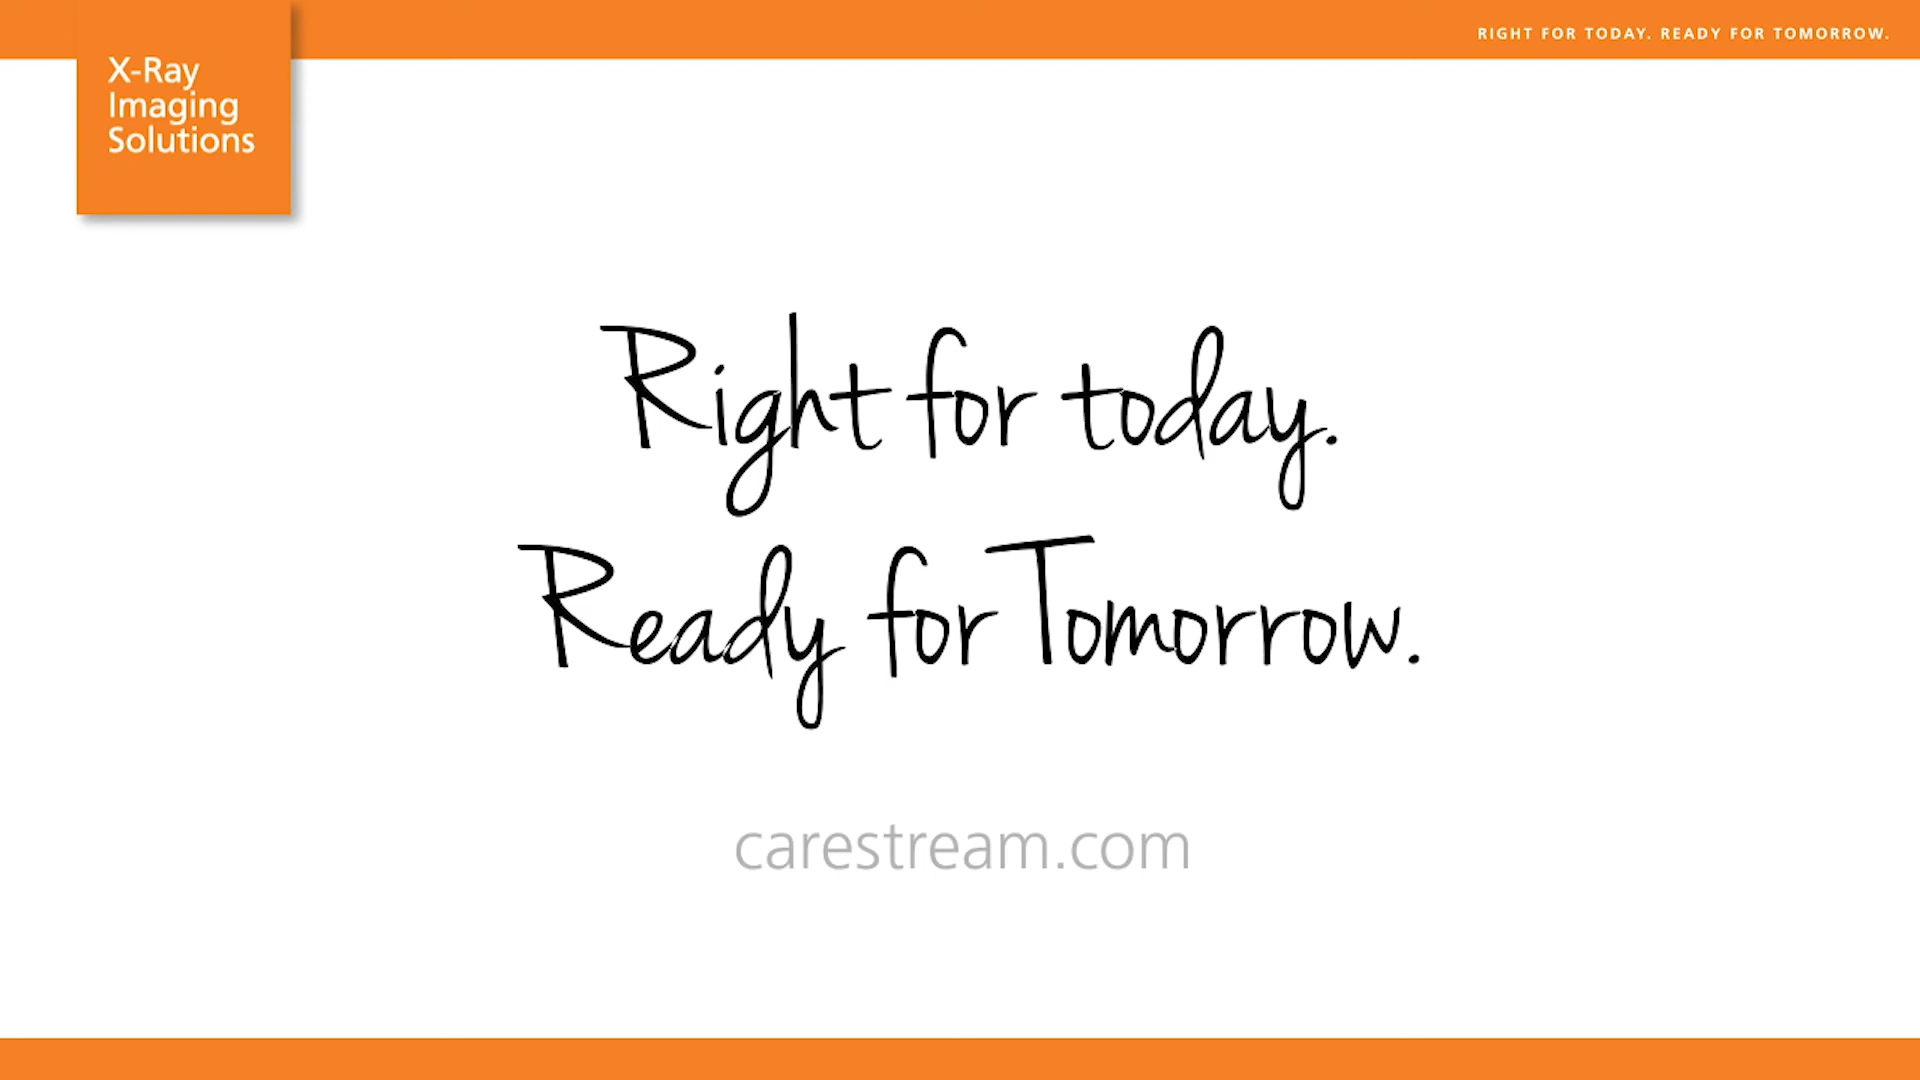 X-Ray
Imaging
Solutions
RIGHT FOR TODAY. READY FOR TOMORROW.
Right for today.
Ready for Tomorrow.
carestream.com